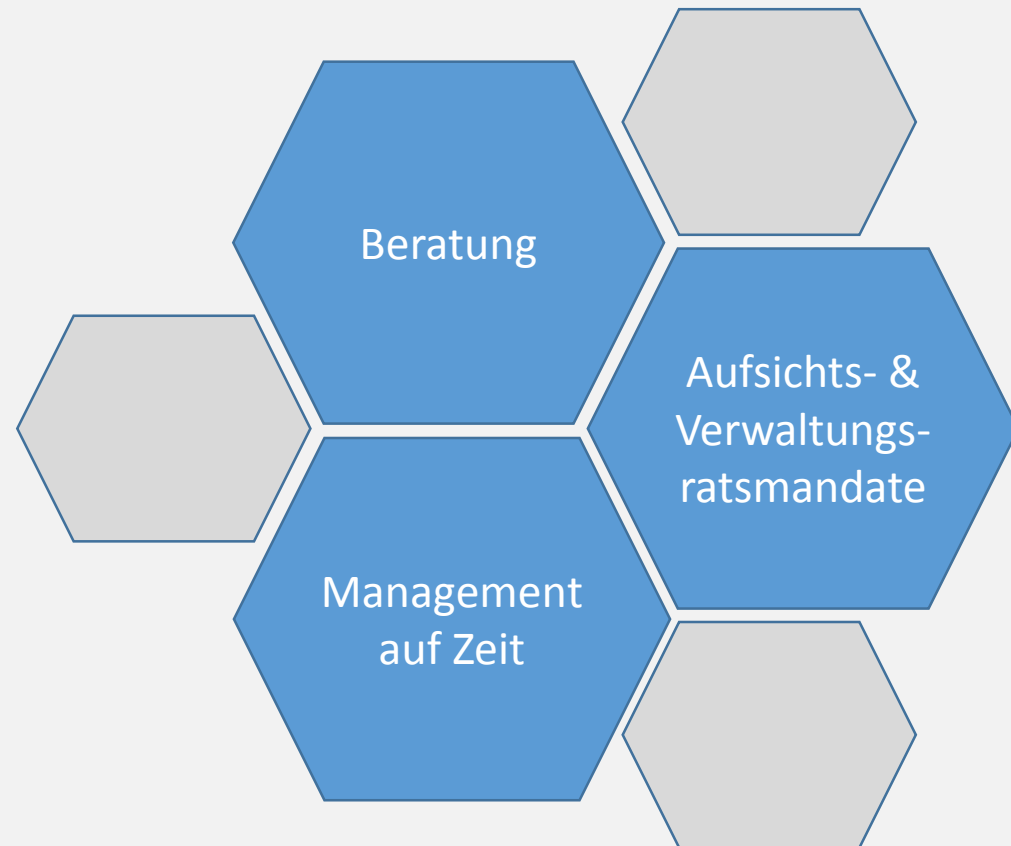 Beratung
Aufsichts- &
Verwaltungs-
ratsmandate
Management
auf Zeit